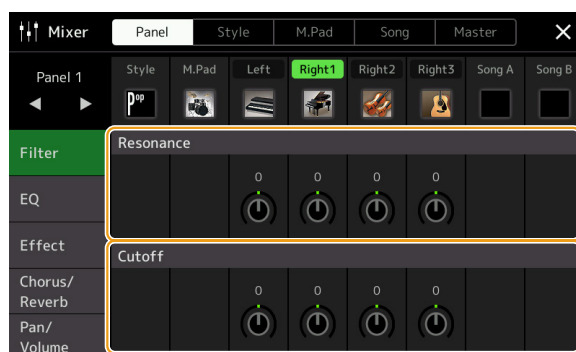 Mixer Panel Style M.Pad Song Master
Panel 1 Style M.Pad Left Right1 Right2 Right3 Song A Song B
Pop
Filter
Resonance
0 0 0 0
EQ
Effect
Cutoff
0 0 0 0
Chorus/
Reverb
Pan/
Volume